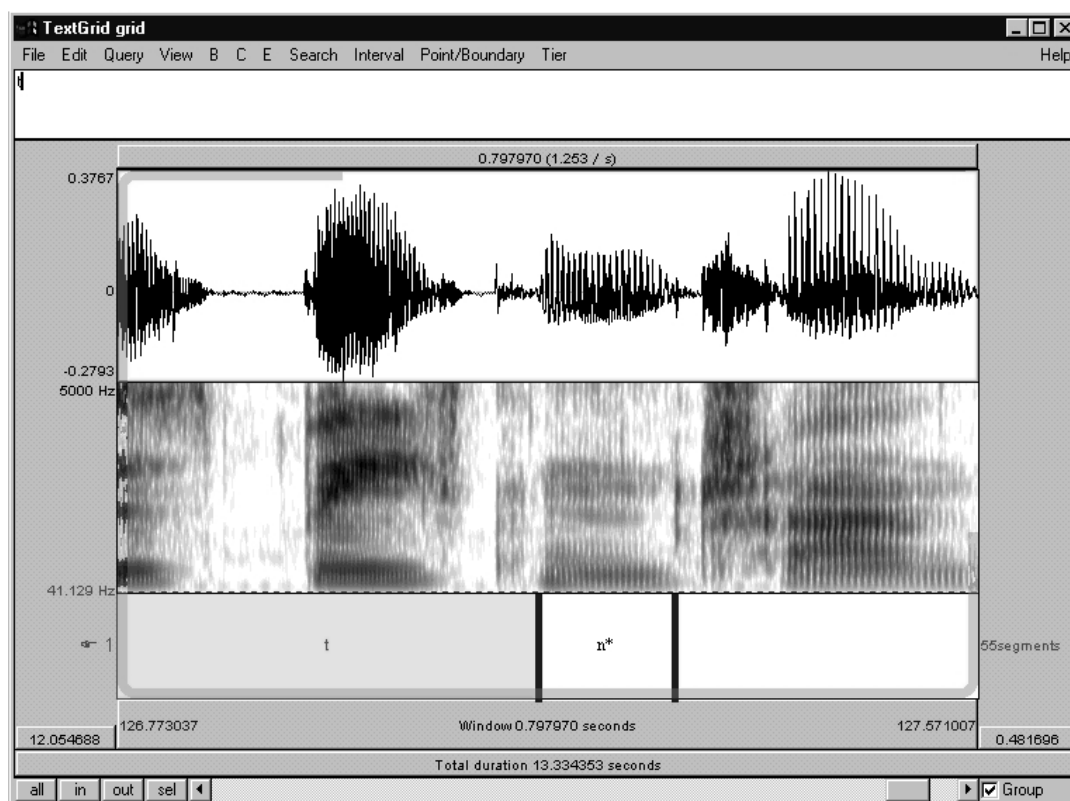 TextGrid grid
File Edit Query View B C E Search Interval Point/Boundary Tier Help
t
0.797970 (1.253 / s)
0.3767
0
-0.2793
5000 Hz
41.129 Hz
1 t n* 55segments
126.773037 Window 0.797970 seconds 127.571007
12.054688 0.481696
Total duration 13.334353 seconds
all in out sel Group